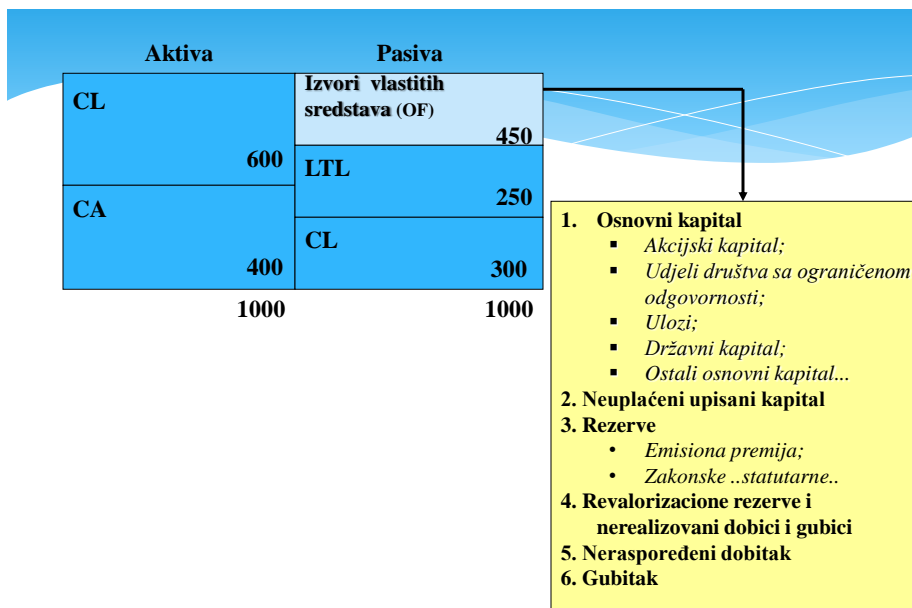 Aktiva
Pasiva
CL
600
CA
400
1000
Izvori vlastitih
sredstava (OF)
450
LTL
250
CL
300
1000
1. Osnovni kapital
▪ Akcijski kapital;
▪ Udjeli društva sa ograničenom
odgovornosti;
▪ Ulozi;
▪ Državni kapital;
▪ Ostali osnovni kapital...
2. Neuplaćeni upisani kapital
3. Rezerve
• Emisiona premija;
• Zakonske ..statutarne..
4. Revalorizacione rezerve i
nerealizovani dobici i gubici
5. Neraspoređeni dobitak
6. Gubitak